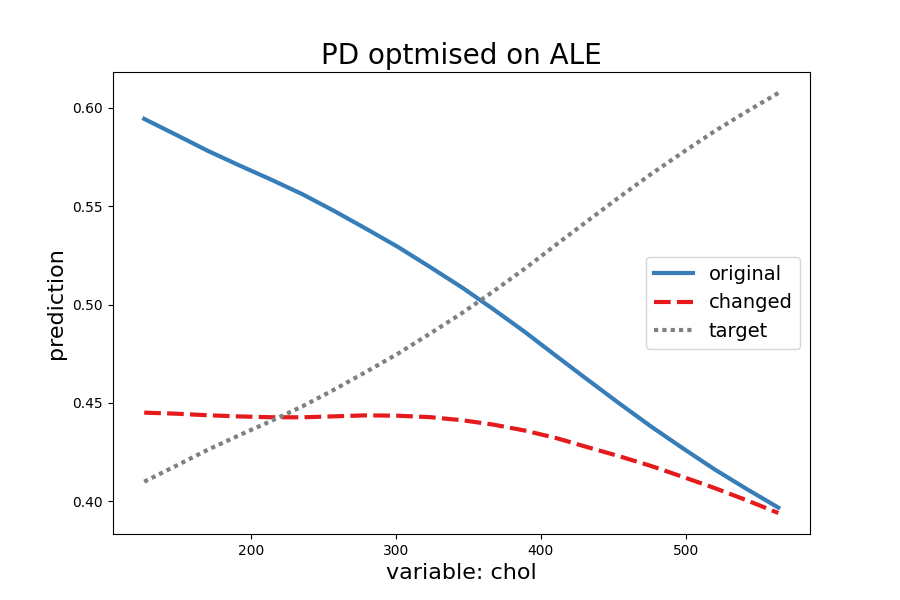 PD optmised on ALE
prediction
0.60
0.55
0.50
0.45
0.40
original
changed
target
200
300
400
500
variable: chol